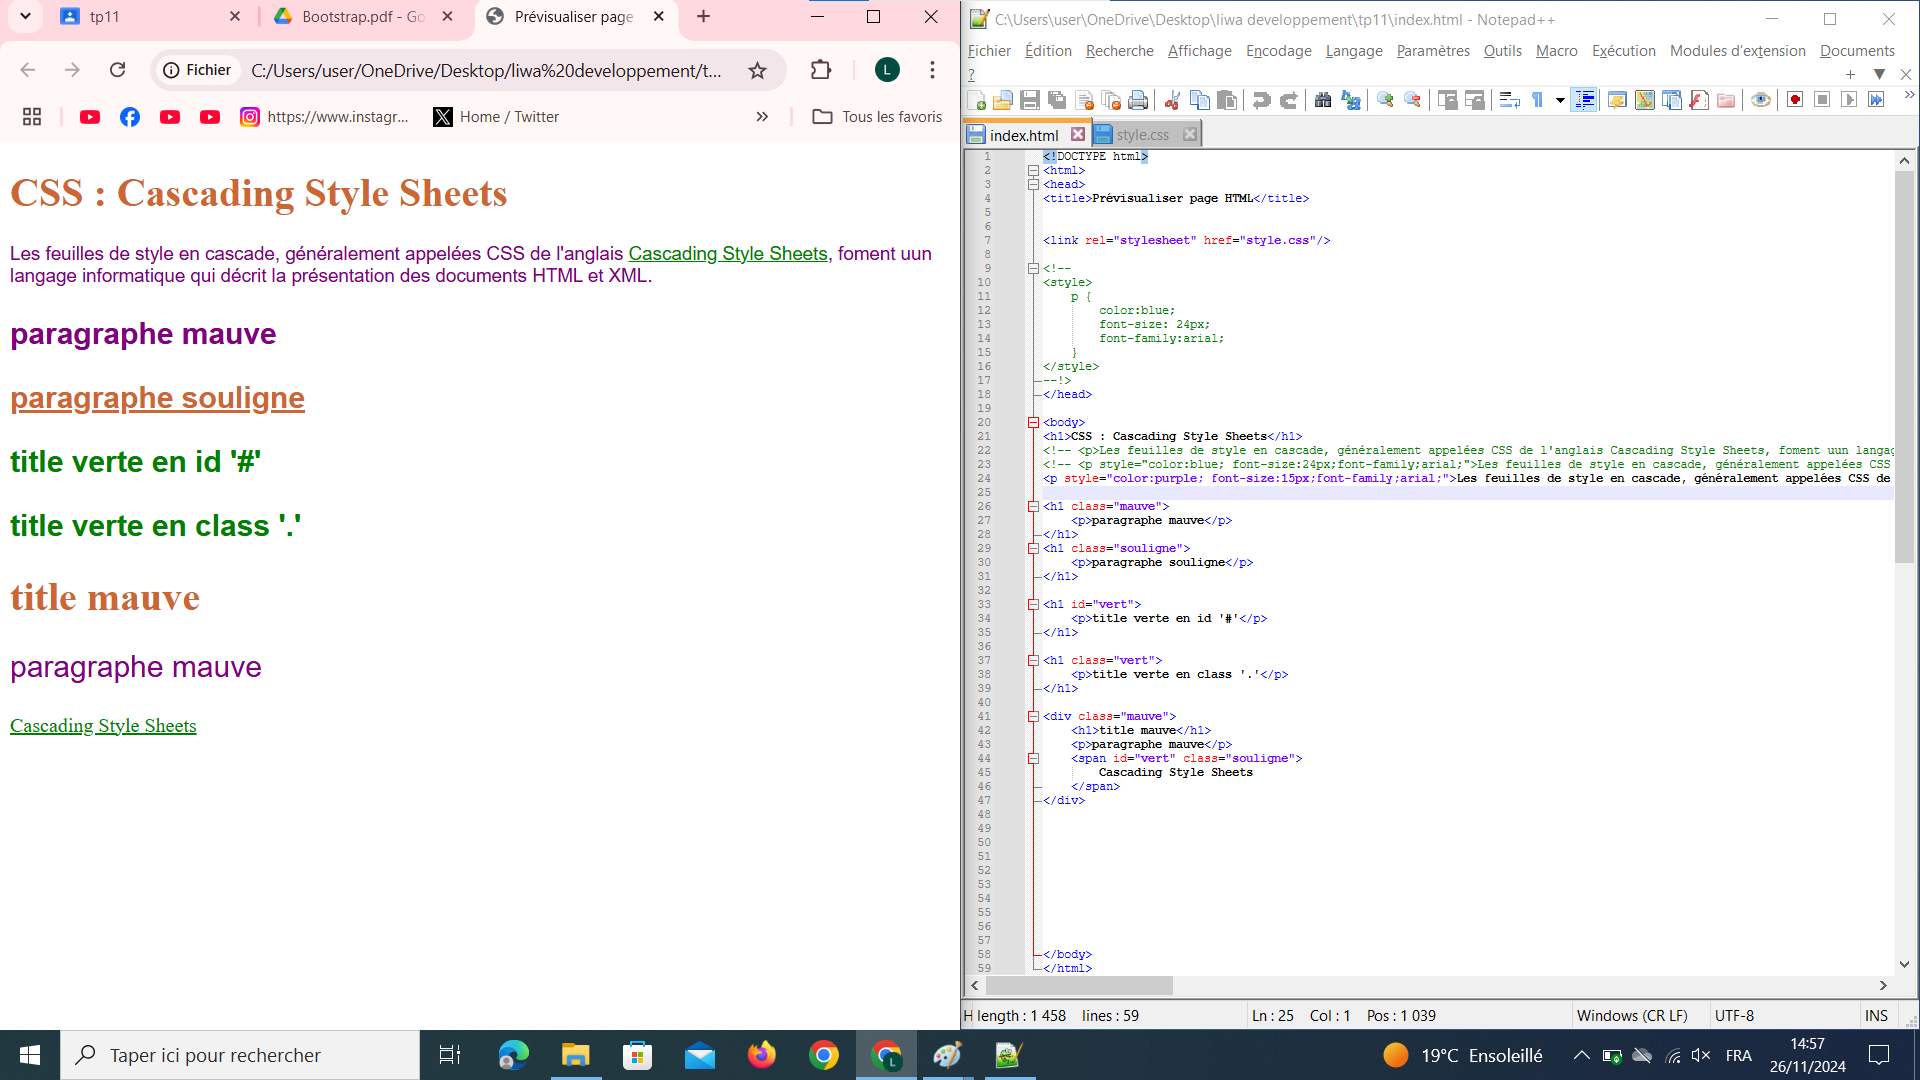 tp11
Bootstrap.pdf - Go
Prévisualiser page
Fichier
C:/Users/user/OneDrive/Desktop/liwa%20developpement/t...
L
https://www.instagr...
Home / Twitter
Tous les favoris
CSS : Cascading Style Sheets
Les feuilles de style en cascade, généralement appelées CSS de l'anglais Cascading Style Sheets, foment uun
langage informatique qui décrit la présentation des documents HTML et XML.
paragraphe mauve
paragraphe souligne
title verte en id '#'
title verte en class '.'
title mauve
paragraphe mauve
Cascading Style Sheets
C:\Users\user\OneDrive\Desktop\liwa developpement\tp11\index.html - Notepad++
Fichier Édition Recherche Affichage Encodage Langage Paramètres Outils Macro Exécution Modules d'extension Documents
?
index.html style.css
1 <!DOCTYPE html>
2 <html>
3 <head>
4 <title>Prévisualiser page HTML</title>
5
6
7 <link rel="stylesheet" href="style.css"/>
8
9 <!--
10 <style>
11 p {
12 color:blue;
13 font-size: 24px;
14 font-family:arial;
15 }
16 </style>
17 --!>
18 </head>
19
20 <body>
21 <h1>CSS : Cascading Style Sheets</h1>
22 <!-- <p>Les feuilles de style en cascade, généralement appelées CSS de l'anglais Cascading Style Sheets, foment uun langag
23 <!-- <p style="color:blue; font-size:24px;font-family;arial;">Les feuilles de style en cascade, généralement appelées CSS
24 <p style="color:purple; font-size:15px;font-family;arial;">Les feuilles de style en cascade, généralement appelées CSS de
25
26 <h1 class="mauve">
27 <p>paragraphe mauve</p>
28 </h1>
29 <h1 class="souligne">
30 <p>paragraphe souligne</p>
31 </h1>
32
33 <h1 id="vert">
34 <p>title verte en id '#'</p>
35 </h1>
36
37 <h1 class="vert">
38 <p>title verte en class '.'</p>
39 </h1>
40
41 <div class="mauve">
42 <h1>title mauve</h1>
43 <p>paragraphe mauve</p>
44 <span id="vert" class="souligne">
45 Cascading Style Sheets
46 </span>
47 </div>
48
49
50
51
52
53
54
55
56
57
58 </body>
59 </html>
H length : 1 458 lines : 59 Ln : 25 Col : 1 Pos : 1 039 Windows (CR LF) UTF-8 INS
Taper ici pour rechercher
L
19°C Ensoleillé
FRA
14:57
26/11/2024